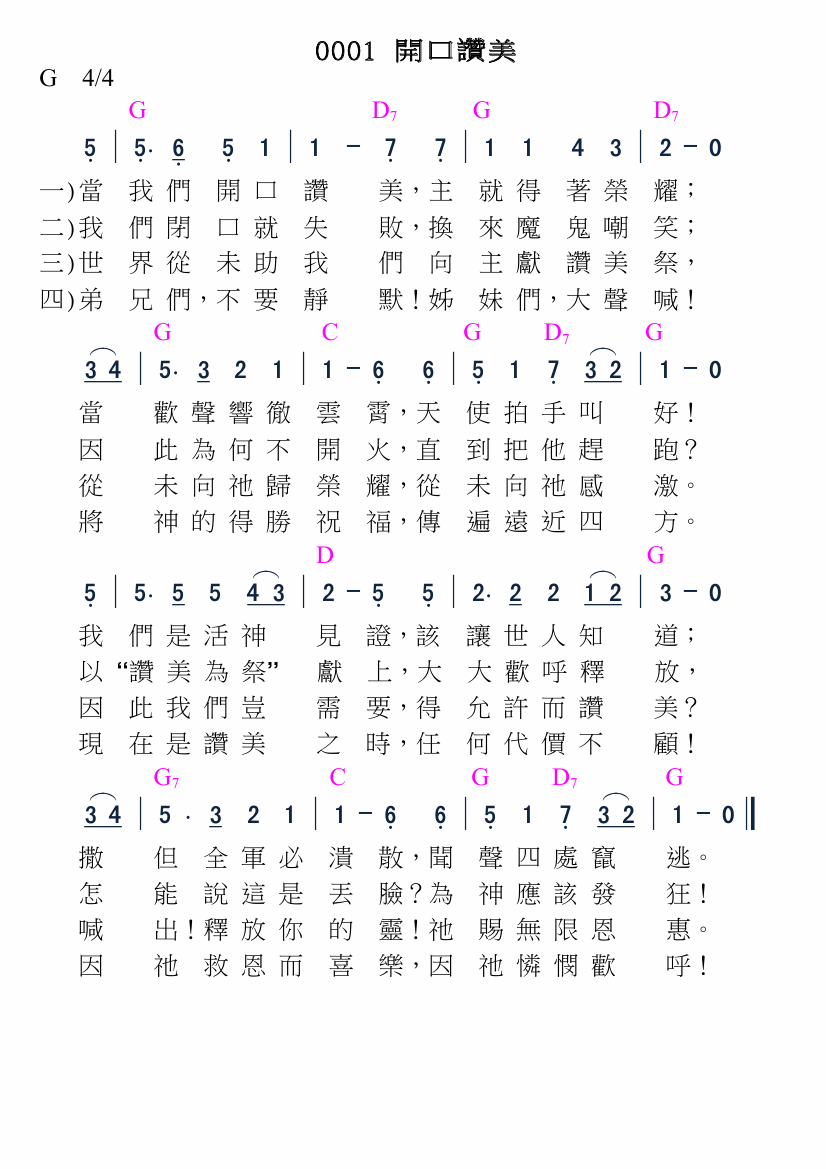 0001 開口讚美
G 4/4
G D7 G D7
5 | 5. 6 5 1 | 1 - 7 7 | 1 1 4 3 | 2 - 0
一)當 我們 開口 讚 美，主 就得著榮 耀；
二)我 們閉 口就 失 敗，換 來魔鬼嘲 笑；
三)世 界從 未助 我 們 向 主獻讚美 祭，
四)弟 兄們，不要 靜 默！姊 妹們，大聲 喊！
G C G D7 G
3 4 | 5. 3 2 1 | 1 - 6 6 | 5 1 7 3 2 | 1 - 0
當 歡聲響徹 雲 霄，天 使拍手叫 好！
因 此為何不 開 火，直 到把他趕 跑？
從 未向祂歸 榮 耀，從 未向祂感 激。
將 神的得勝 祝 福，傳 遍遠近四 方。
D G
5 | 5. 5 5 4 3 | 2 - 5 5 | 2. 2 2 1 2 | 3 - 0
我 們是活神 見 證，該 讓世人知 道；
以 “讚美為祭” 獻 上，大 大歡呼釋 放，
因 此我們豈 需 要，得 允許而讚 美？
現 在是讚美 之 時，任 何代價不 顧！
G7 C G D7 G
3 4 | 5 . 3 2 1 | 1 - 6 6 | 5 1 7 3 2 | 1 - 0
撒 但 全軍必 潰 散，聞 聲四處竄 逃。
怎 能 說這是 丟 臉？為 神應該發 狂！
喊 出！釋放你 的 靈！祂 賜無限恩 惠。
因 祂 救恩而 喜 樂，因 祂憐憫歡 呼！